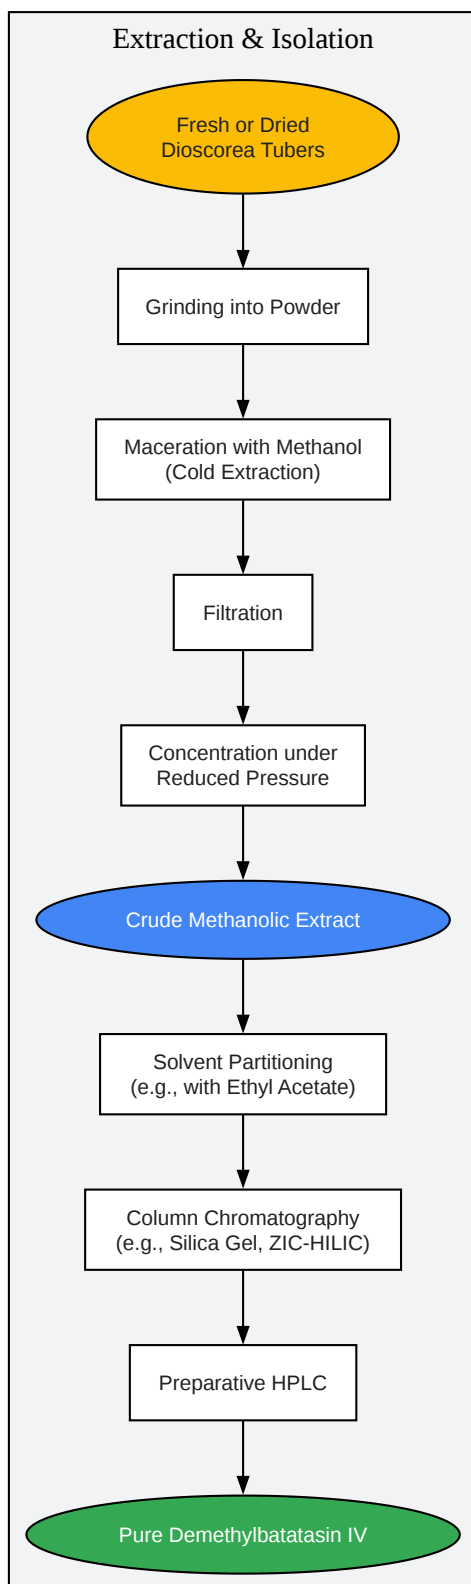 Extraction & Isolation
Fresh or Dried
Dioscorea Tubers
Grinding into Powder
Maceration with Methanol
(Cold Extraction)
Filtration
Concentration under
Reduced Pressure
Crude Methanolic Extract
Solvent Partitioning
(e.g., with Ethyl Acetate)
Column Chromatography
(e.g., Silica Gel, ZIC-HILIC)
Preparative HPLC
Pure Demethylbatatasin IV